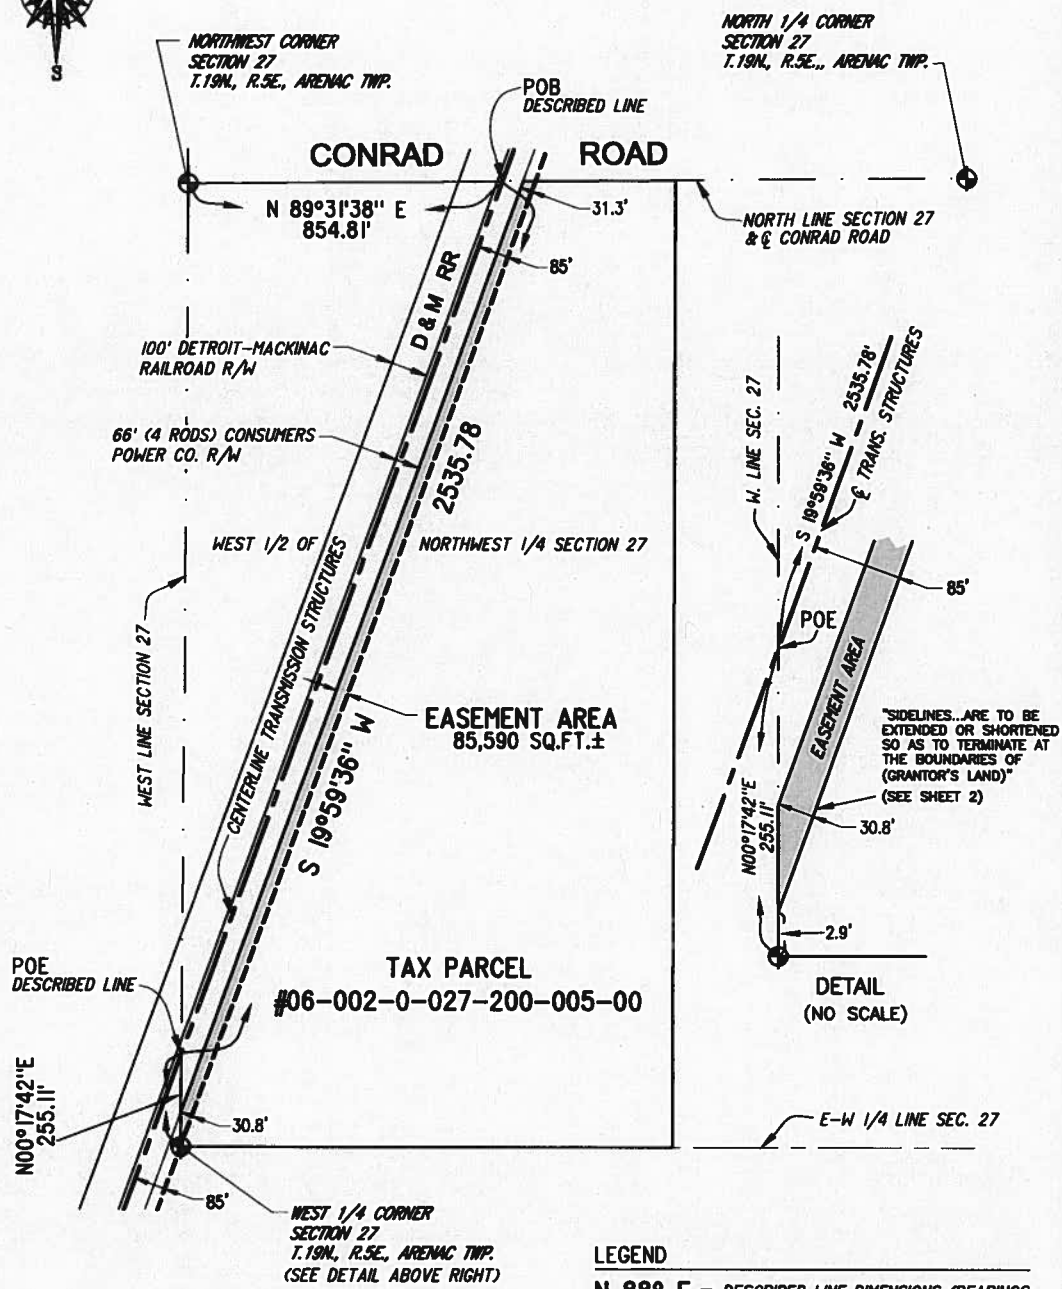 S
NORTHWEST CORNER
SECTION 27
T.19N., R.5E., ARENAC TWP.
NORTH 1/4 CORNER
SECTION 27
T.19N., R.5E,, ARENAC TWP.
POB
DESCRIBED LINE
CONRAD ROAD
N 89°31'38" E
854.81'
31.3'
NORTH LINE SECTION 27
& ℄ CONRAD ROAD
85'
D & M RR
100' DETROIT-MACKINAC
RAILROAD R/W
66' (4 RODS) CONSUMERS
POWER CO. R/W
2535.78
WEST 1/2 OF
NORTHWEST 1/4 SECTION 27
WEST LINE SECTION 27
CENTERLINE TRANSMISSION STRUCTURES
EASEMENT AREA
85,590 SQ.FT.±
S 19°59'36" W
TAX PARCEL
#06-002-0-027-200-005-00
POE
DESCRIBED LINE
N00°17'42"E
255.11'
30.8'
85'
WEST 1/4 CORNER
SECTION 27
T.19N., R.5E., ARENAC TWP.
(SEE DETAIL ABOVE RIGHT)
E-W 1/4 LINE SEC. 27
W. LINE SEC. 27
S 19°59'36" W 2535.78'
℄ TRANS. STRUCTURES
85'
POE
EASEMENT AREA
"SIDELINES...ARE TO BE
EXTENDED OR SHORTENED
SO AS TO TERMINATE AT
THE BOUNDARIES OF
(GRANTOR'S LAND)"
(SEE SHEET 2)
N00°17'42"E
255.11'
30.8'
2.9'
DETAIL
(NO SCALE)
LEGEND